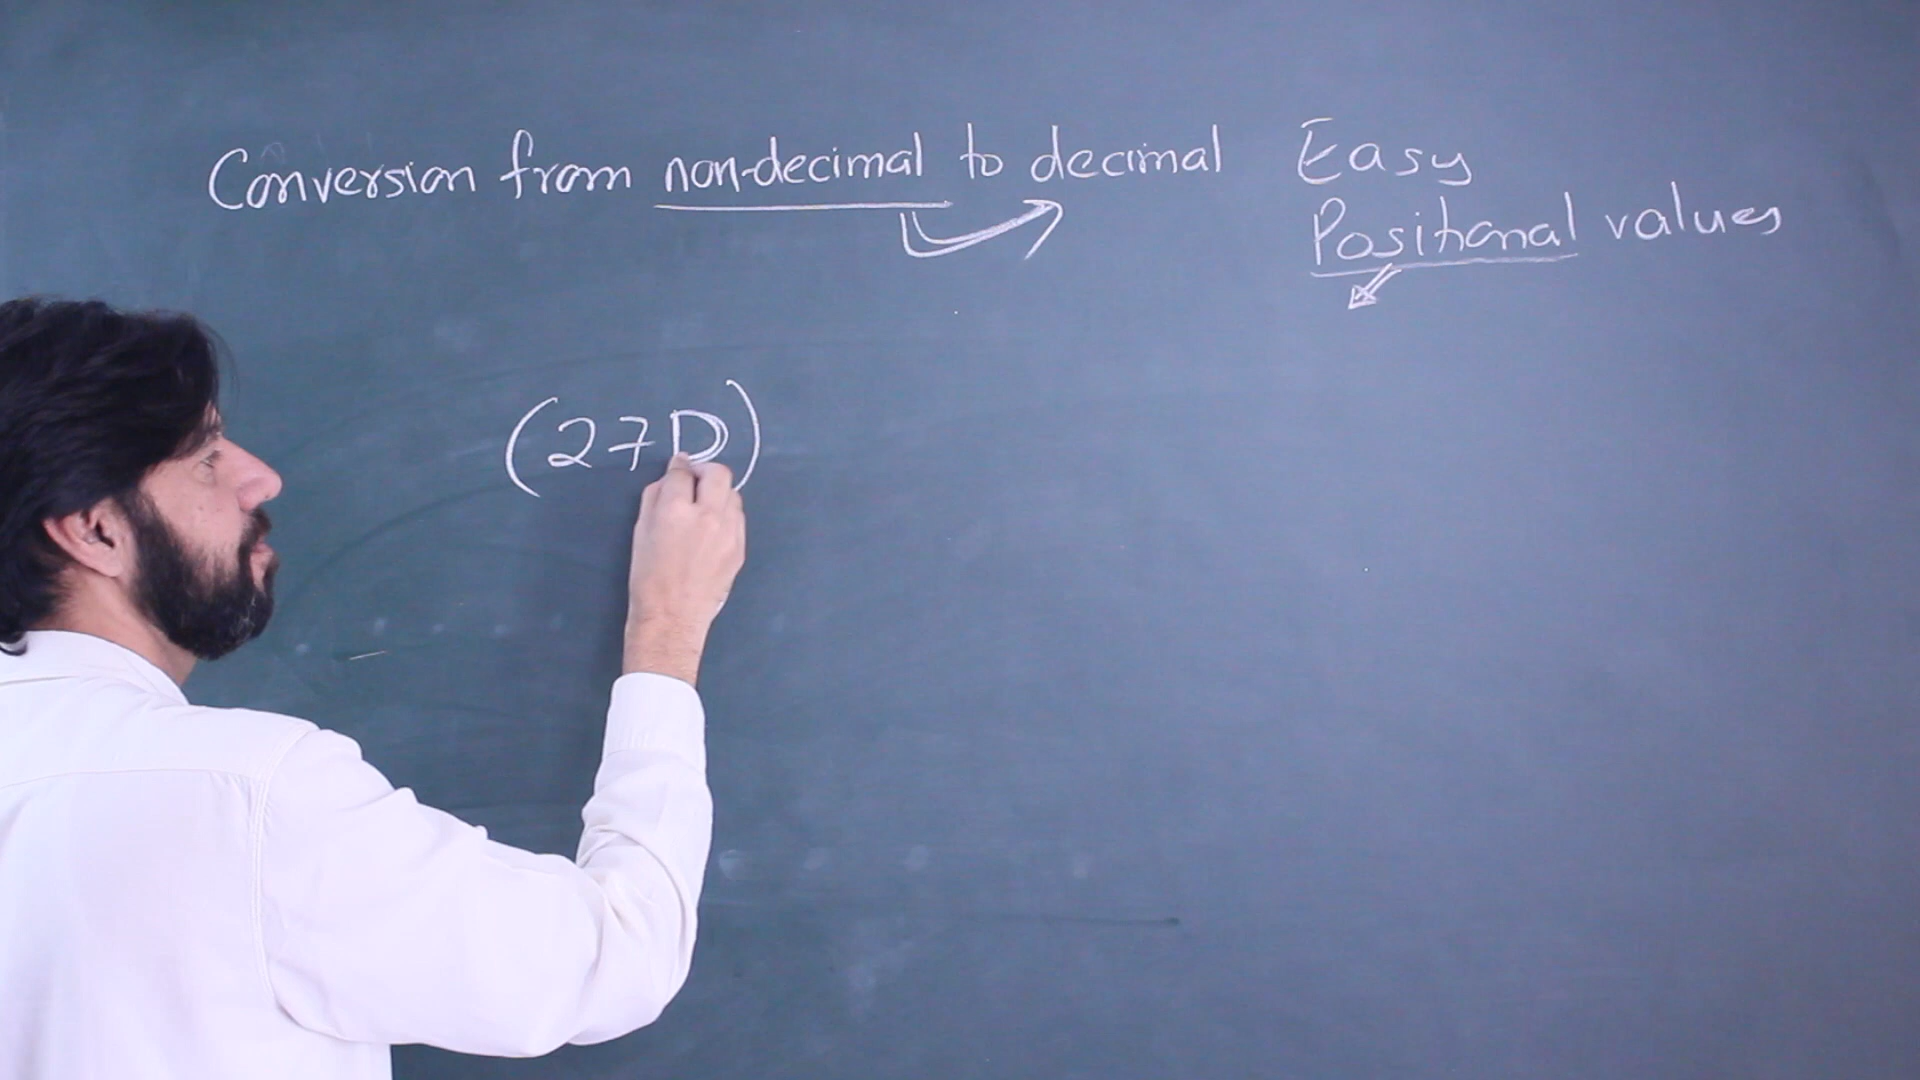 Conversion from non-decimal to decimal
Easy
Positional values
(27D)